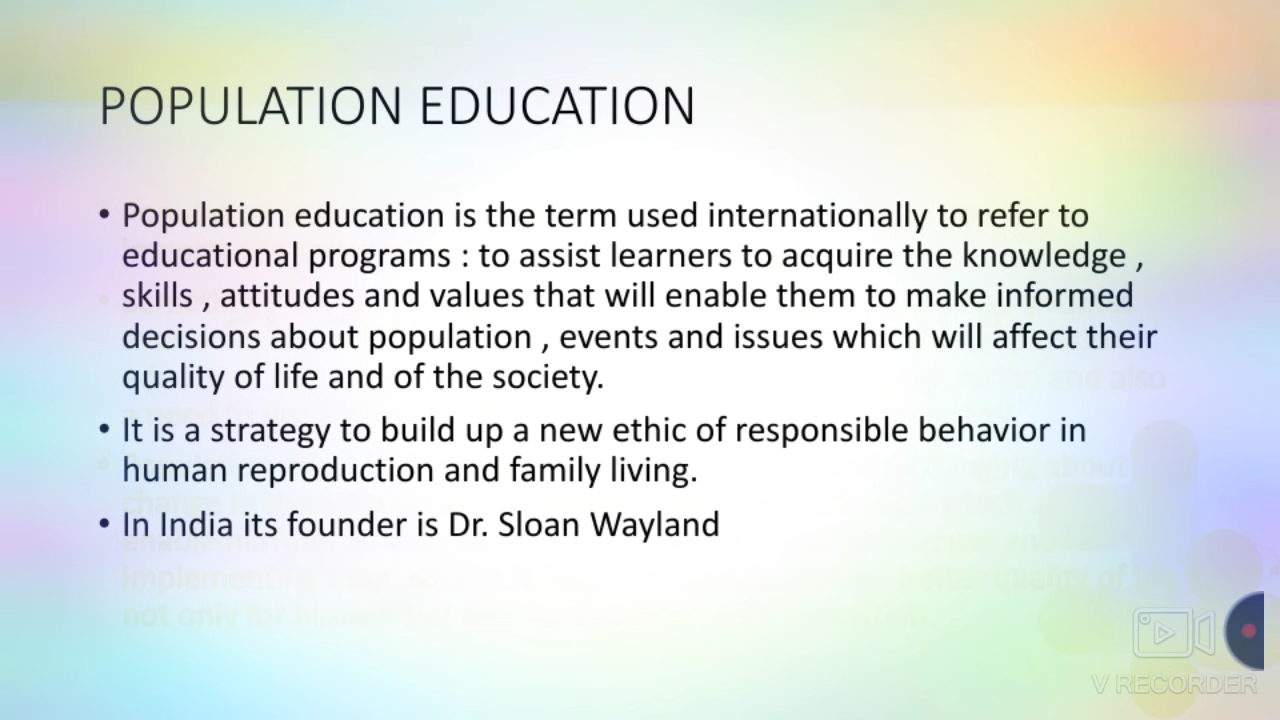 POPULATION EDUCATION
• Population education is the term used internationally to refer to
educational programs : to assist learners to acquire the knowledge ,
skills , attitudes and values that will enable them to make informed
decisions about population , events and issues which will affect their
quality of life and of the society.
• It is a strategy to build up a new ethic of responsible behavior in
human reproduction and family living.
• In India its founder is Dr. Sloan Wayland
V RECORDER